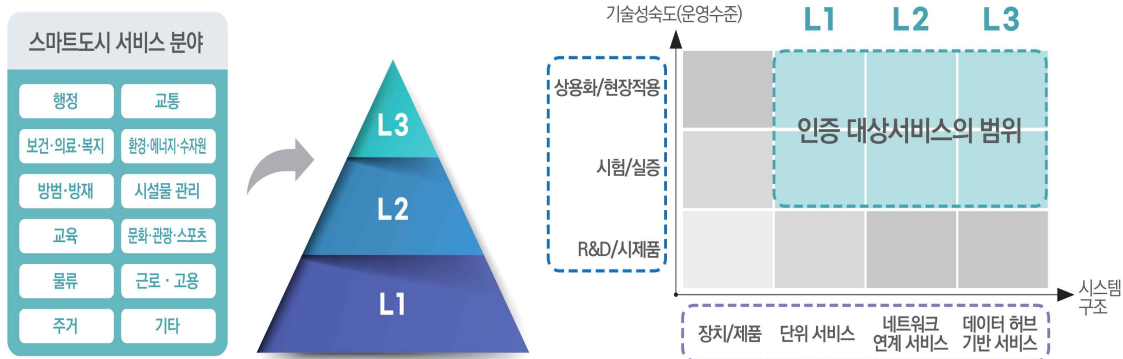 스마트도시 서비스 분야
행정
교통
보건·의료·복지
환경·에너지·수자원
방범·방재
시설물 관리
교육
문화·관광·스포츠
물류
근로·고용
주거
기타
L3
L2
L1
기술성숙도(운영수준)
L1
L2
L3
상용화/현장적용
시험/실증
R&D/시제품
인증 대상서비스의 범위
시스템
구조
장치/제품
단위 서비스
네트워크
연계 서비스
데이터 허브
기반 서비스